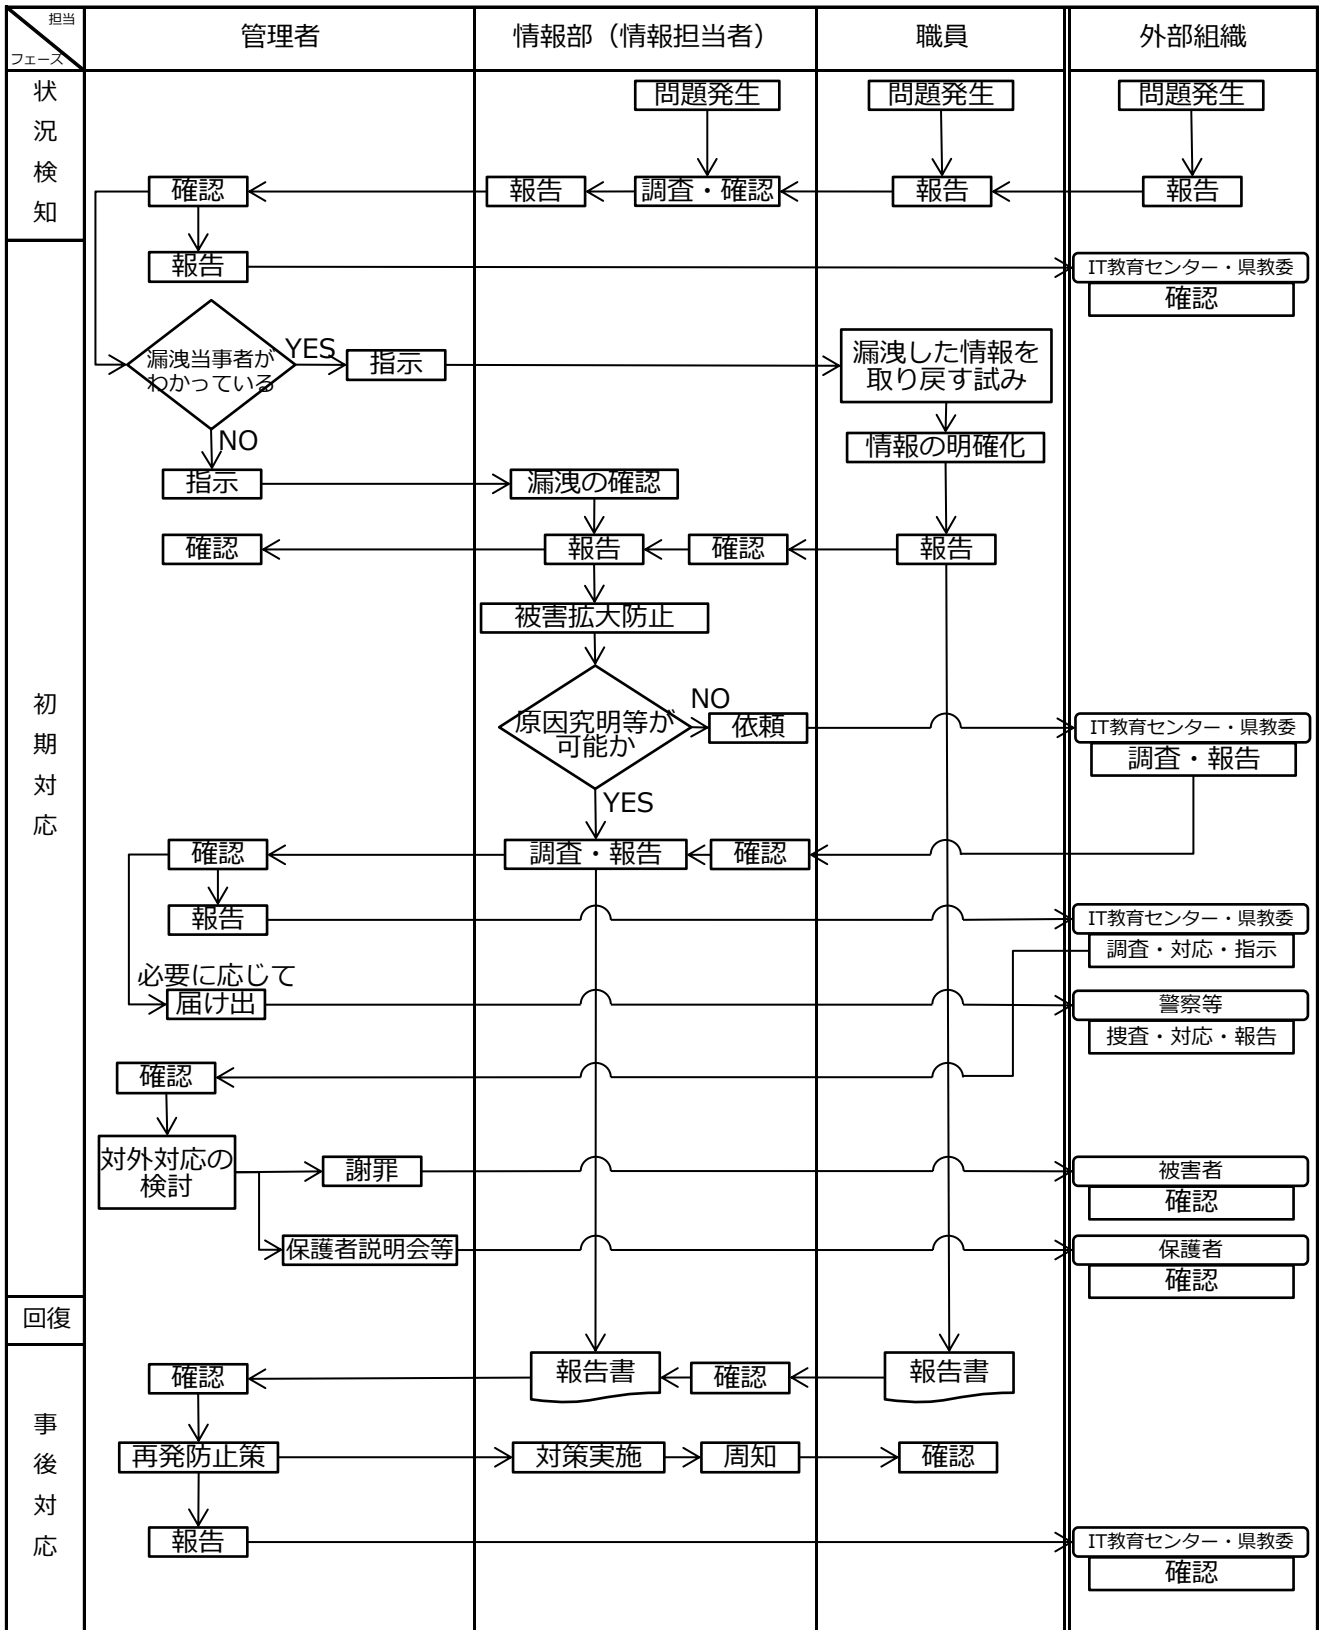 担当
フェーズ
管理者
情報部（情報担当者）
職員
外部組織
状況検知
問題発生
問題発生
問題発生
確認
報告
調査・確認
報告
報告
初期対応
報告
IT教育センター・県教委
確認
漏洩当事者が
わかっている
YES
指示
漏洩した情報を
取り戻す試み
NO
情報の明確化
指示
漏洩の確認
確認
報告
確認
報告
被害拡大防止
原因究明等が
可能か
NO
依頼
IT教育センター・県教委
調査・報告
YES
確認
調査・報告
確認
報告
IT教育センター・県教委
調査・対応・指示
必要に応じて
届け出
警察等
捜査・対応・報告
確認
対外対応の
検討
謝罪
被害者
確認
保護者説明会等
保護者
確認
回復
事後対応
確認
報告書
確認
報告書
再発防止策
対策実施
周知
確認
報告
IT教育センター・県教委
確認